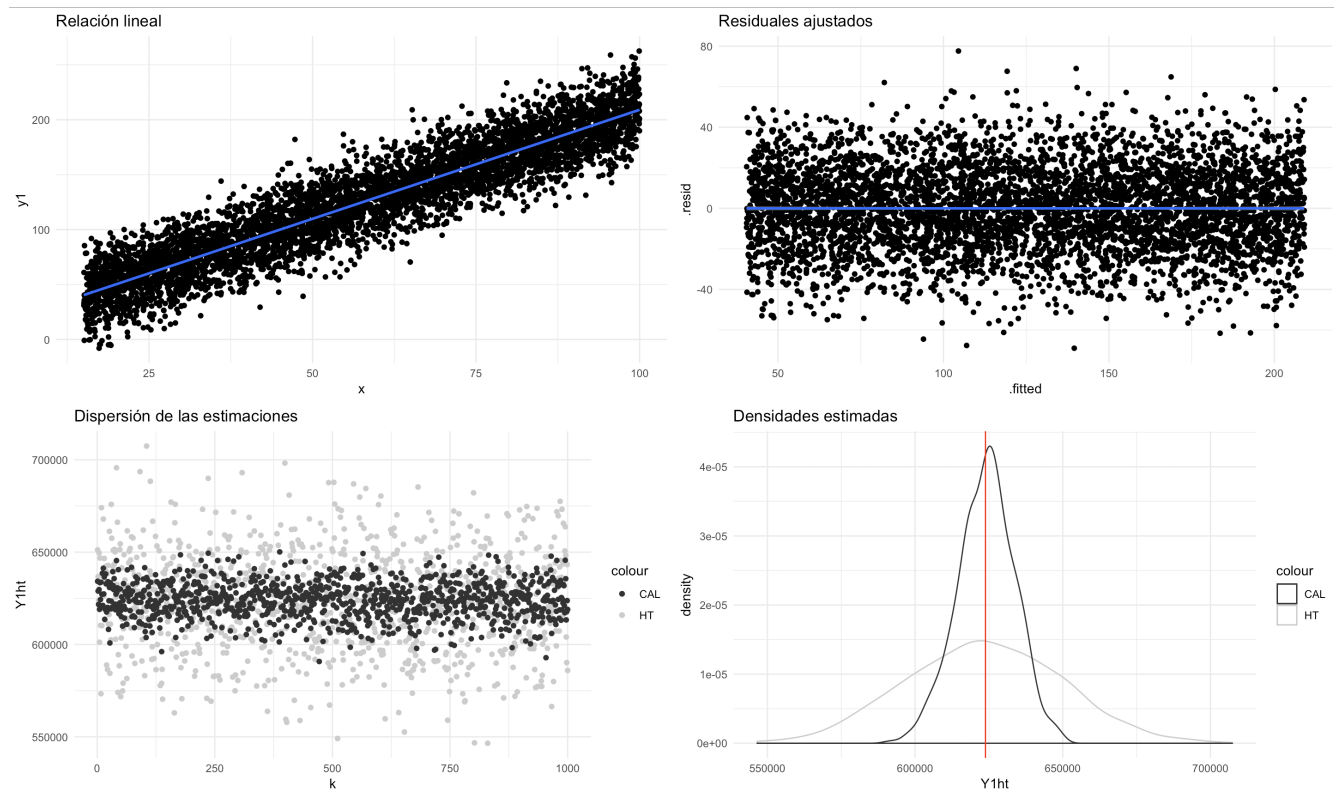 Relación lineal
y1
200
100
0
25
50
75
100
x
Residuales ajustados
.resid
80
40
0
-40
50
100
150
200
.fitted
Dispersión de las estimaciones
Y1ht
700000
650000
600000
550000
0
250
500
750
1000
k
colour
CAL
HT
Densidades estimadas
density
4e-05
3e-05
2e-05
1e-05
0e+00
550000
600000
650000
700000
Y1ht
colour
CAL
HT